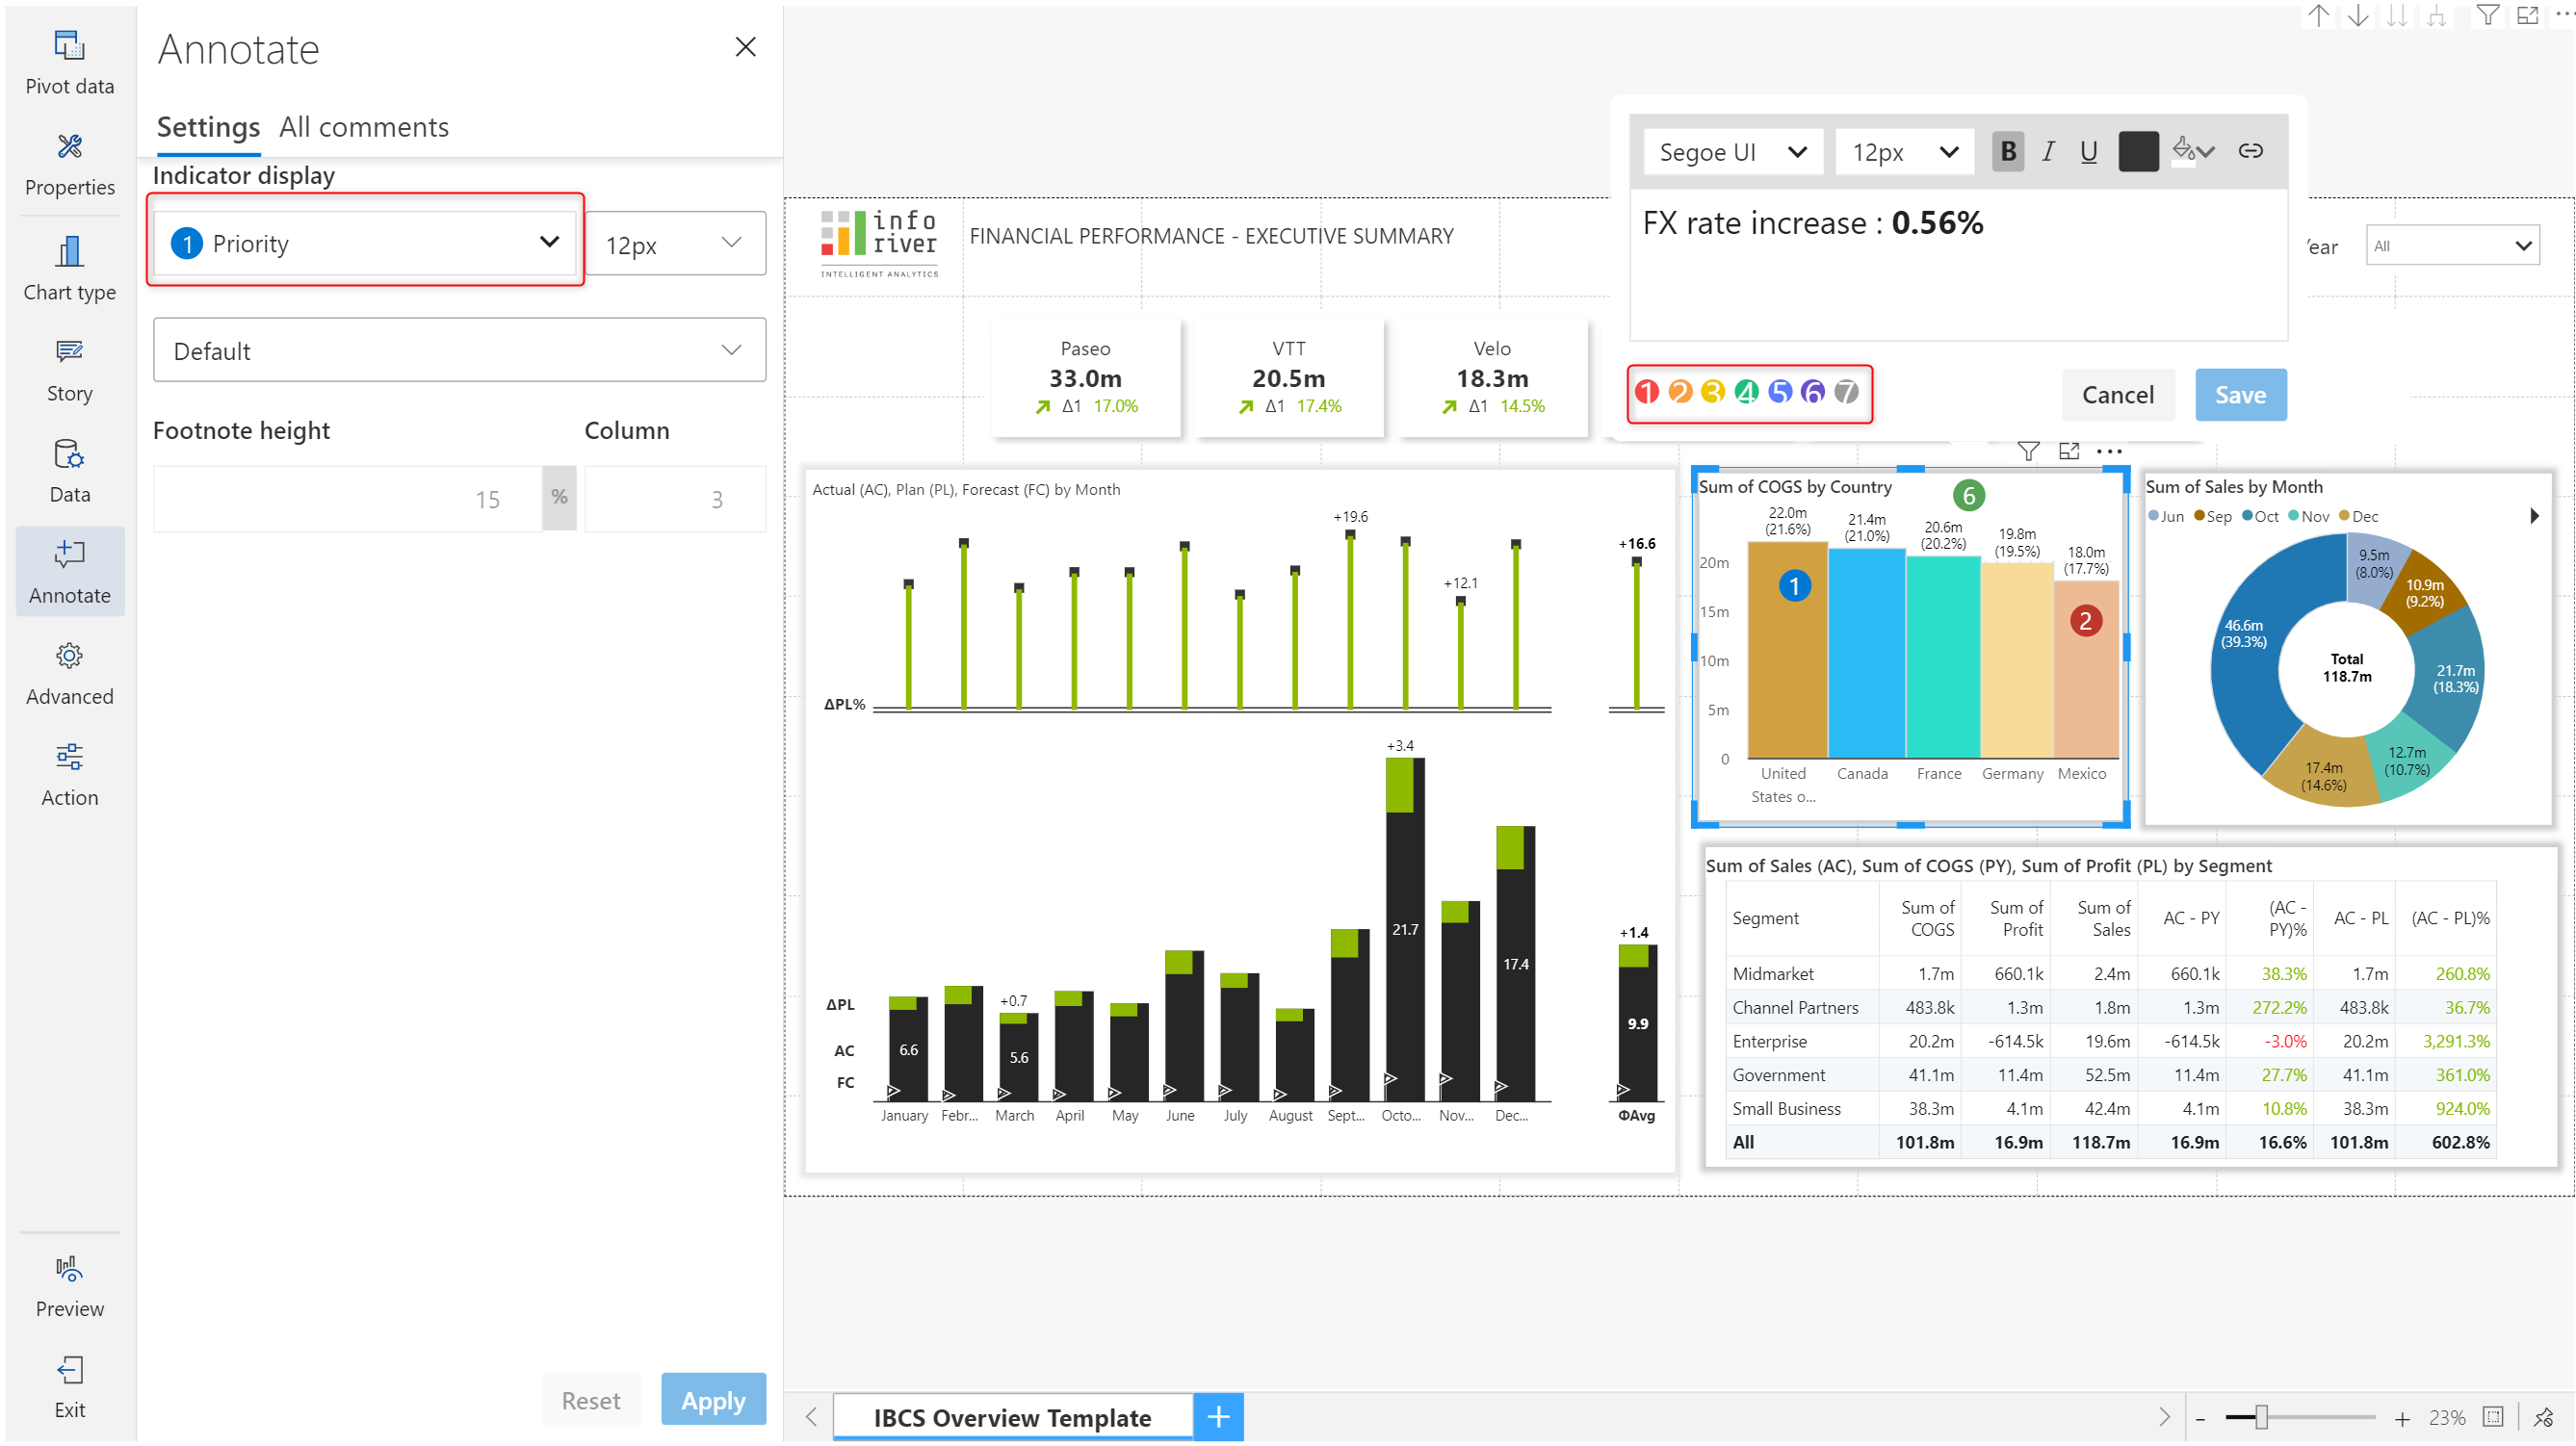 Pivot data
Properties
Chart type
Story
Data
Annotate
Advanced
Action
Preview
Exit
Annotate
Settings All comments
Indicator display
1 Priority
12px
Default
Footnote height Column
15 %
3
Reset Apply
Segoe UI 12px B I U
FX rate increase : 0.56%
1 2 3 4 5 6 7
Cancel Save
info
river
INTELLIGENT ANALYTICS
FINANCIAL PERFORMANCE - EXECUTIVE SUMMARY
All
Paseo
33.0m
Δ1 17.0%
VTT
20.5m
Δ1 17.4%
Velo
18.3m
Δ1 14.5%
Actual (AC), Plan (PL), Forecast (FC) by Month
+19.6
+12.1
+16.6
ΔPL%
+3.4
+0.7
+1.4
21.7
17.4
6.6
5.6
9.9
ΔPL
AC
FC
January Febr... March April May June July August Sept... Octo... Nov... Dec... ΦAvg
Sum of COGS by Country
6
22.0m
(21.6%)
21.4m
(21.0%)
20.6m
(20.2%)
19.8m
(19.5%)
18.0m
(17.7%)
20m
15m
10m
5m
0
1
2
United
States o...
Canada
France
Germany
Mexico
Sum of Sales by Month
Jun Sep Oct Nov Dec
9.5m
(8.0%)
10.9m
(9.2%)
21.7m
(18.3%)
12.7m
(10.7%)
17.4m
(14.6%)
46.6m
(39.3%)
Total
118.7m
Sum of Sales (AC), Sum of COGS (PY), Sum of Profit (PL) by Segment
Segment
Sum of
COGS
Sum of
Profit
Sum of
Sales
AC - PY
(AC -
PY)%
AC - PL
(AC - PL)%
Midmarket 1.7m 660.1k 2.4m 660.1k 38.3% 1.7m 260.8%
Channel Partners 483.8k 1.3m 1.8m 1.3m 272.2% 483.8k 36.7%
Enterprise 20.2m -614.5k 19.6m -614.5k -3.0% 20.2m 3,291.3%
Government 41.1m 11.4m 52.5m 11.4m 27.7% 41.1m 361.0%
Small Business 38.3m 4.1m 42.4m 4.1m 10.8% 38.3m 924.0%
All 101.8m 16.9m 118.7m 16.9m 16.6% 101.8m 602.8%
IBCS Overview Template +
- + 23%